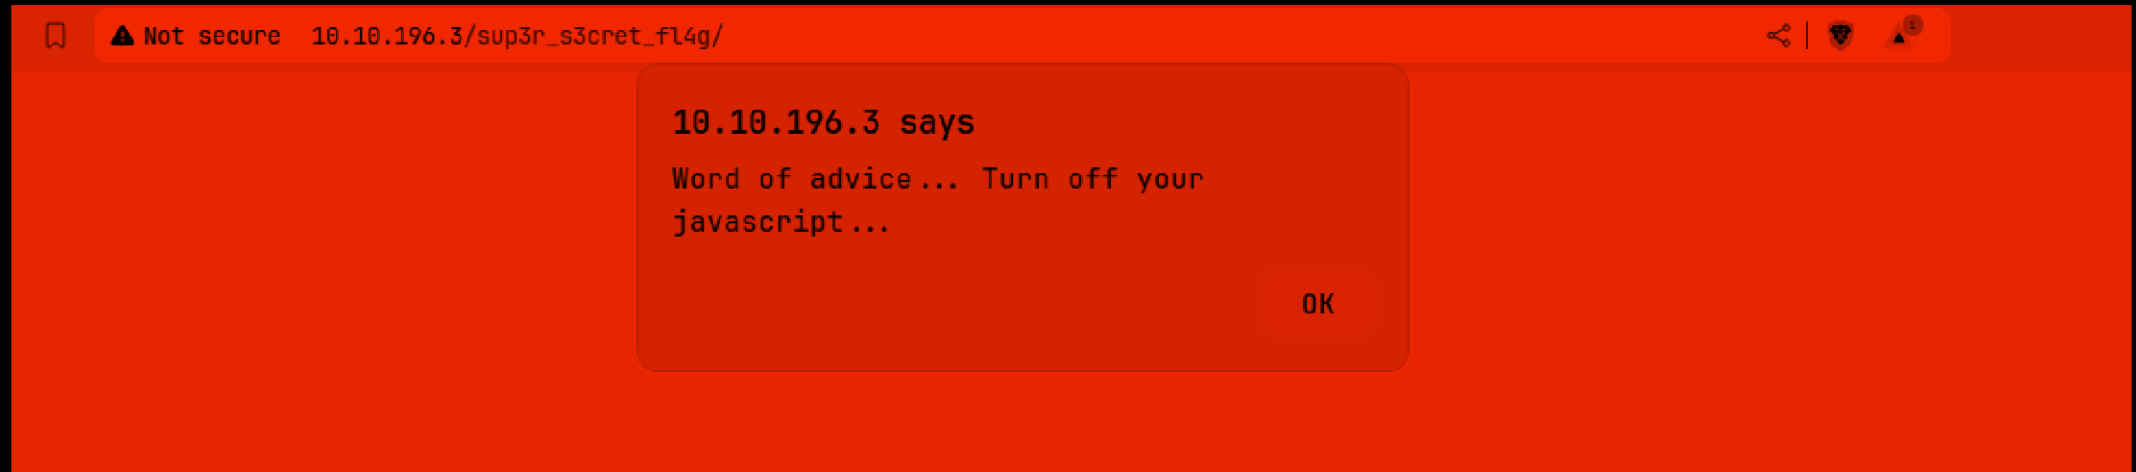 Not secure 10.10.196.3/sup3r_s3cret_fl4g/
1
10.10.196.3 says
Word of advice... Turn off your
javascript...
OK